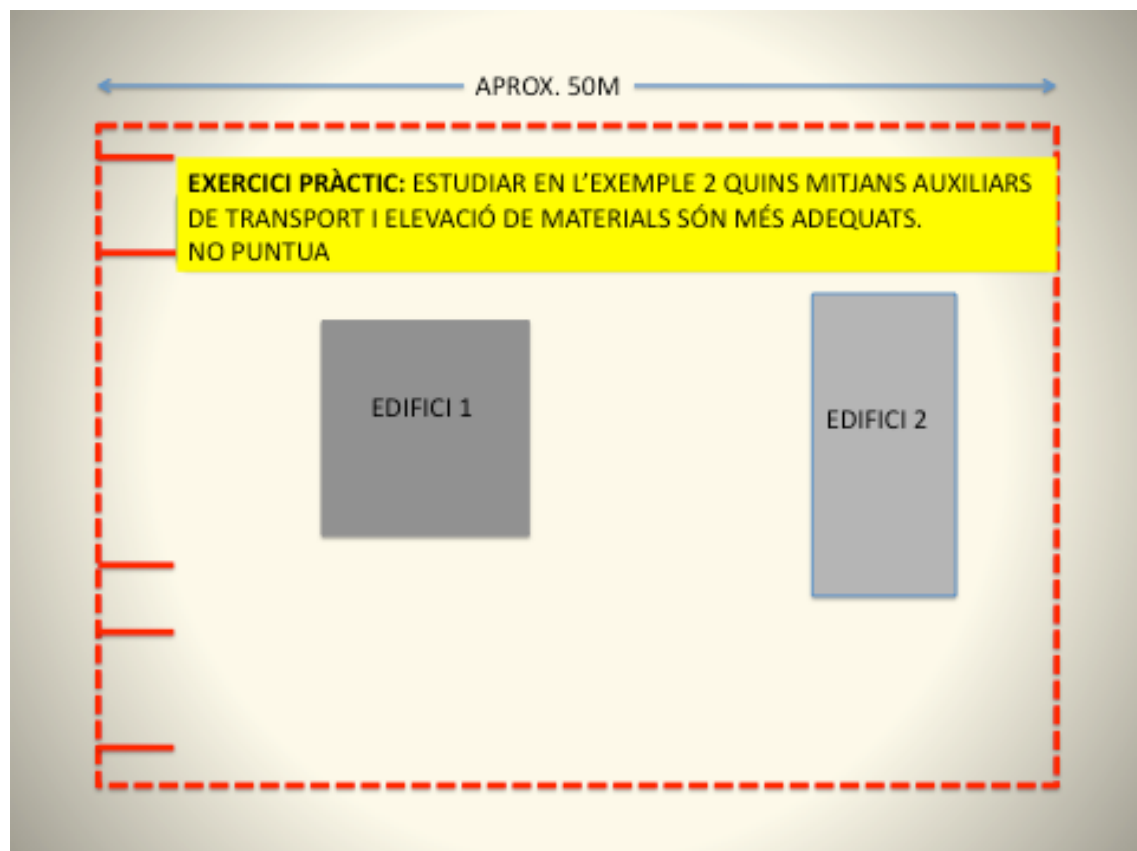 APROX. 50M
EXERCICI PRÀCTIC: ESTUDIAR EN L'EXEMPLE 2 QUINS MITJANS AUXILIARS
DE TRANSPORT I ELEVACIÓ DE MATERIALS SÓN MÉS ADEQUATS.
NO PUNTUA
EDIFICI 1
EDIFICI 2